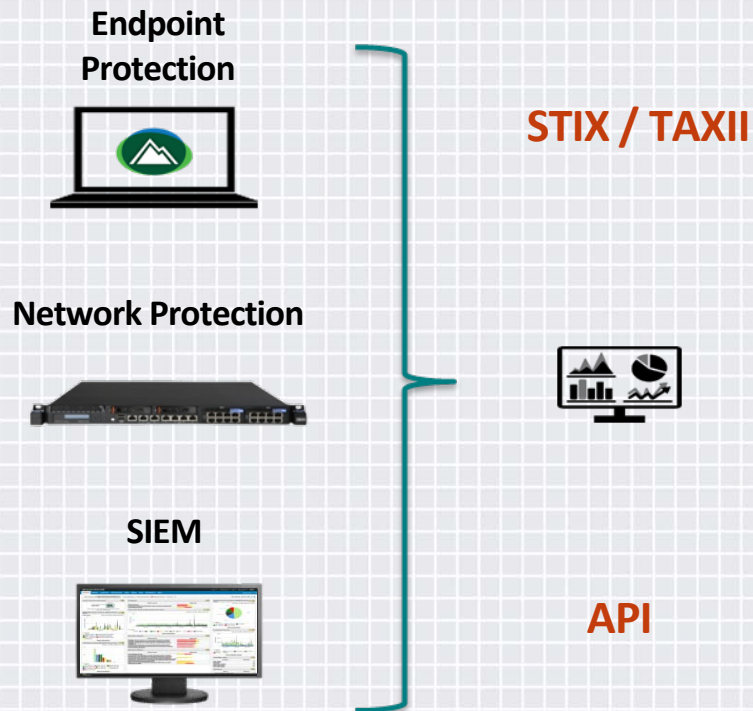 Endpoint
Protection
STIX / TAXII
Network Protection
SIEM
API